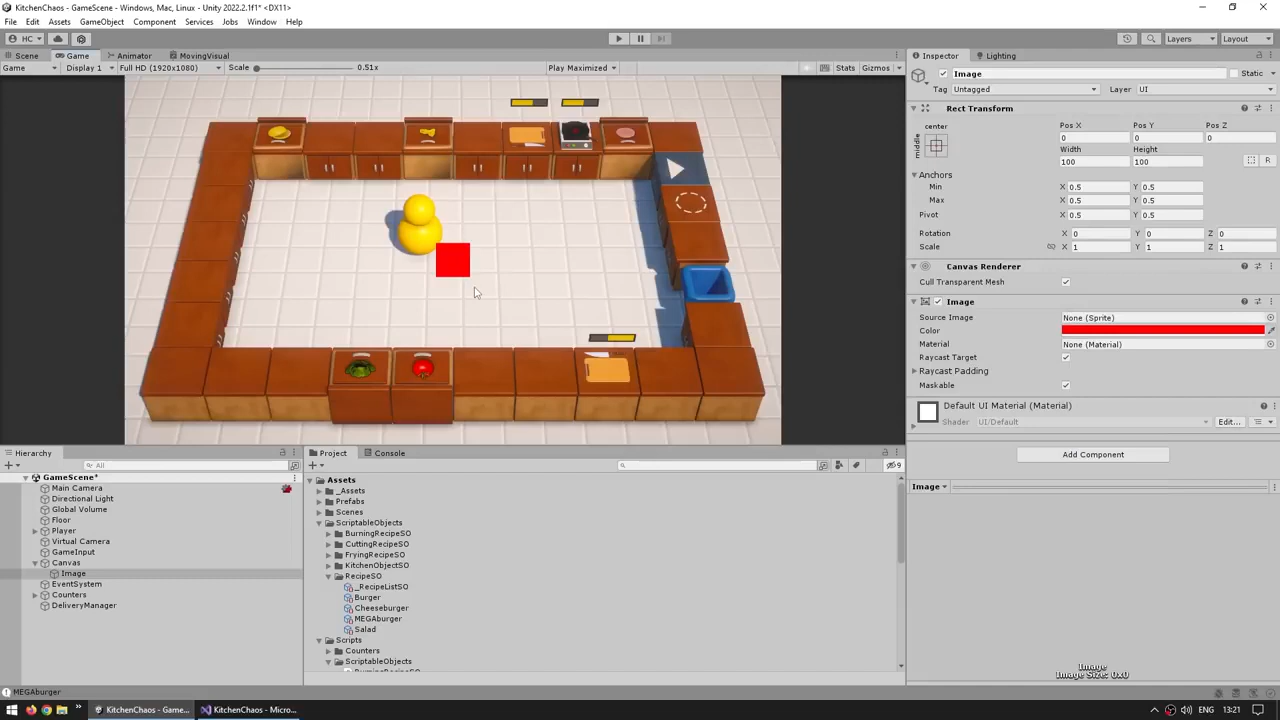 KitchenChaos - GameScene - Windows, Mac, Linux - Unity 2022.2.1f1* <DX11>
File Edit Assets GameObject Component Services Jobs Window Help
HC Layers Layout
Scene Game Animator MovingVisual
Game Display 1 Full HD (1920x1080) Scale 0.51x Play Maximized Stats Gizmos
Inspector Lighting
Image Static
Tag Untagged Layer UI
Rect Transform
center
middle
Pos X Pos Y Pos Z
0 0 0
Width Height
100 100 R
Anchors
Min X 0.5 Y 0.5
Max X 0.5 Y 0.5
Pivot X 0.5 Y 0.5
Rotation X 0 Y 0 Z 0
Scale X 1 Y 1 Z 1
Canvas Renderer
Cull Transparent Mesh
Image
Source Image None (Sprite)
Color
Material None (Material)
Raycast Target
Raycast Padding
Maskable
Default UI Material (Material)
Shader UI/Default Edit...
Add Component
Image
Image
Image Size: 0x0
Hierarchy
All
GameScene*
Main Camera
Directional Light
Global Volume
Floor
Player
Virtual Camera
GameInput
Canvas
Image
EventSystem
Counters
DeliveryManager
Project Console
9
Assets
_Assets
Prefabs
Scenes
ScriptableObjects
BurningRecipeSO
CuttingRecipeSO
FryingRecipeSO
KitchenObjectSO
RecipeSO
_RecipeListSO
Burger
Cheeseburger
MEGAburger
Salad
Scripts
Counters
ScriptableObjects
BurningRecipeSO
MEGAburger
KitchenChaos - Game... KitchenChaos - Micro... ENG 13:21